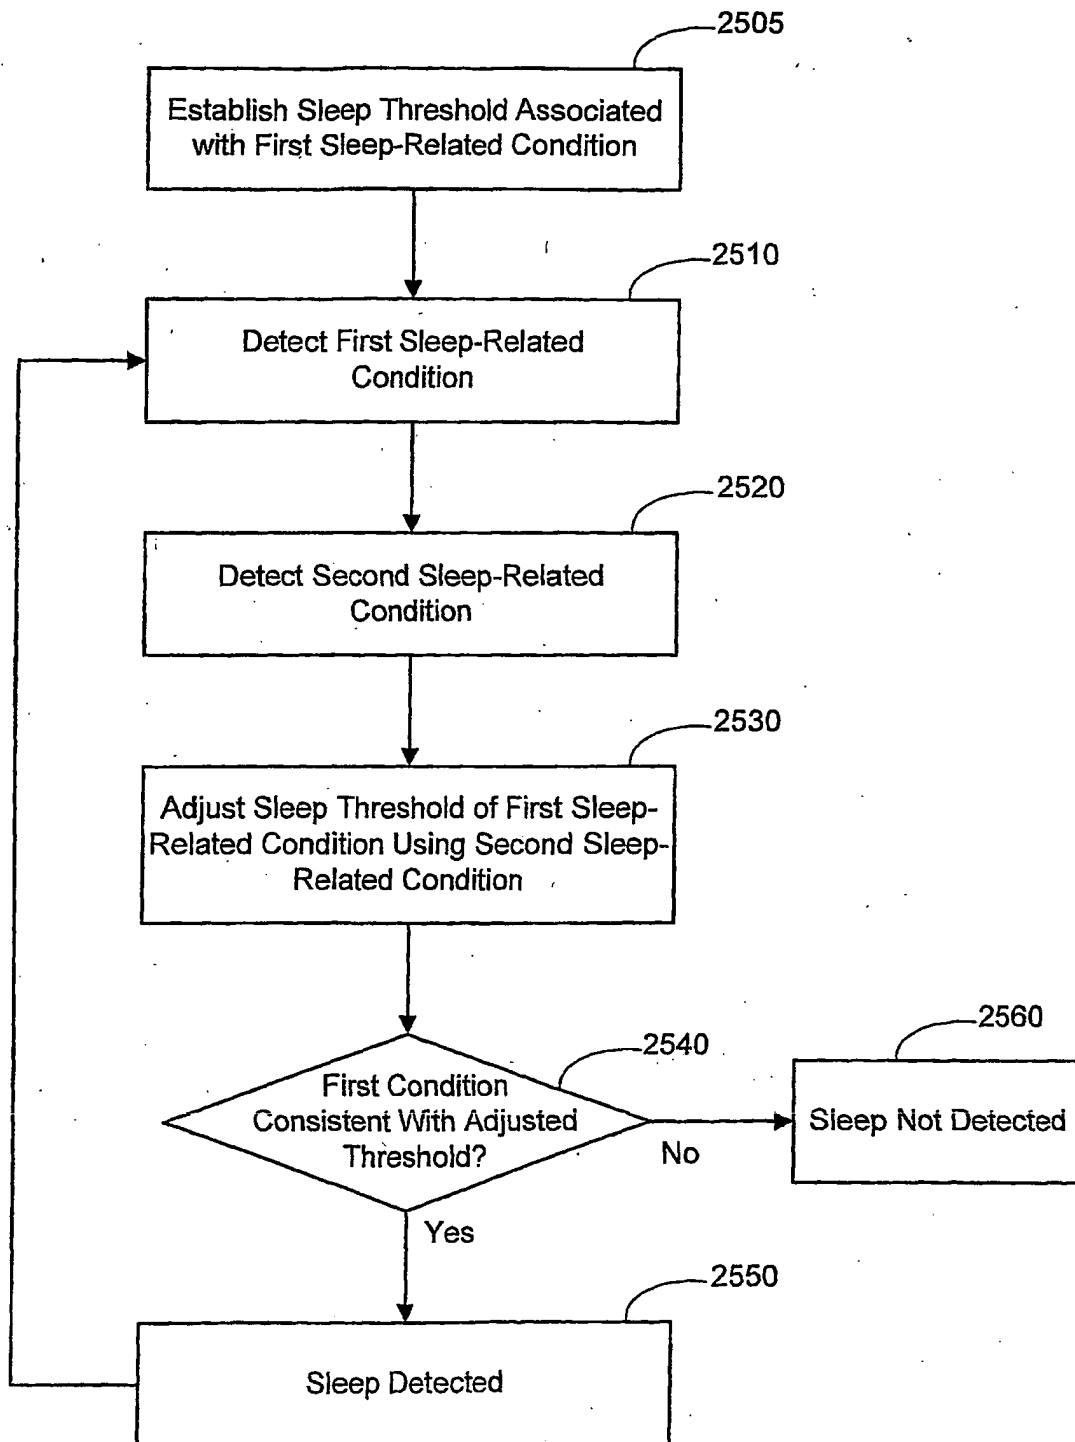 2505
Establish Sleep Threshold Associated
with First Sleep-Related Condition
2510
Detect First Sleep-Related
Condition
2520
Detect Second Sleep-Related
Condition
2530
Adjust Sleep Threshold of First Sleep-
Related Condition Using Second Sleep-
Related Condition
2540
First Condition
Consistent With Adjusted
Threshold?
2560
Sleep Not Detected
No
Yes
2550
Sleep Detected